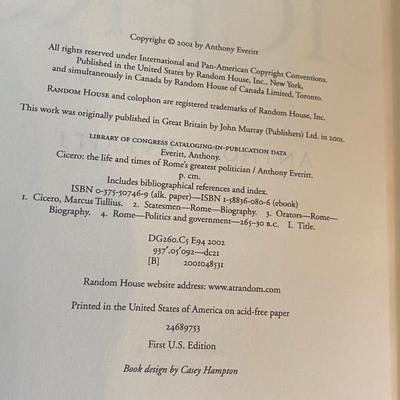 Copyright © 2001 by Anthony Everitt
All rights reserved under International and Pan-American Copyright Conventions.
Published in the United States by Random House, Inc., New York,
and simultaneously in Canada by Random House of Canada Limited, Toronto.
RANDOM HOUSE and colophon are registered trademarks of Random House, Inc.
This work was originally published in Great Britain by John Murray (Publishers) Ltd. in 2001.
LIBRARY OF CONGRESS CATALOGING-IN-PUBLICATION DATA
Everitt, Anthony.
Cicero: the life and times of Rome's greatest politician / Anthony Everitt.
p. cm.
Includes bibliographical references and index.
ISBN 0-375-50746-9 (alk. paper)—ISBN 1-58836-080-6 (ebook)
1. Cicero, Marcus Tullius. 2. Statesmen—Rome—Biography. 3. Orators—Rome—
Biography. 4. Rome—Politics and government—265–30 B.C. I. Title.
DG260.C5 E94 2002
937'.05'092—dc21
[B] 2001048531
Random House website address: www.atrandom.com
Printed in the United States of America on acid-free paper
24689753
First U.S. Edition
Book design by Casey Hampton